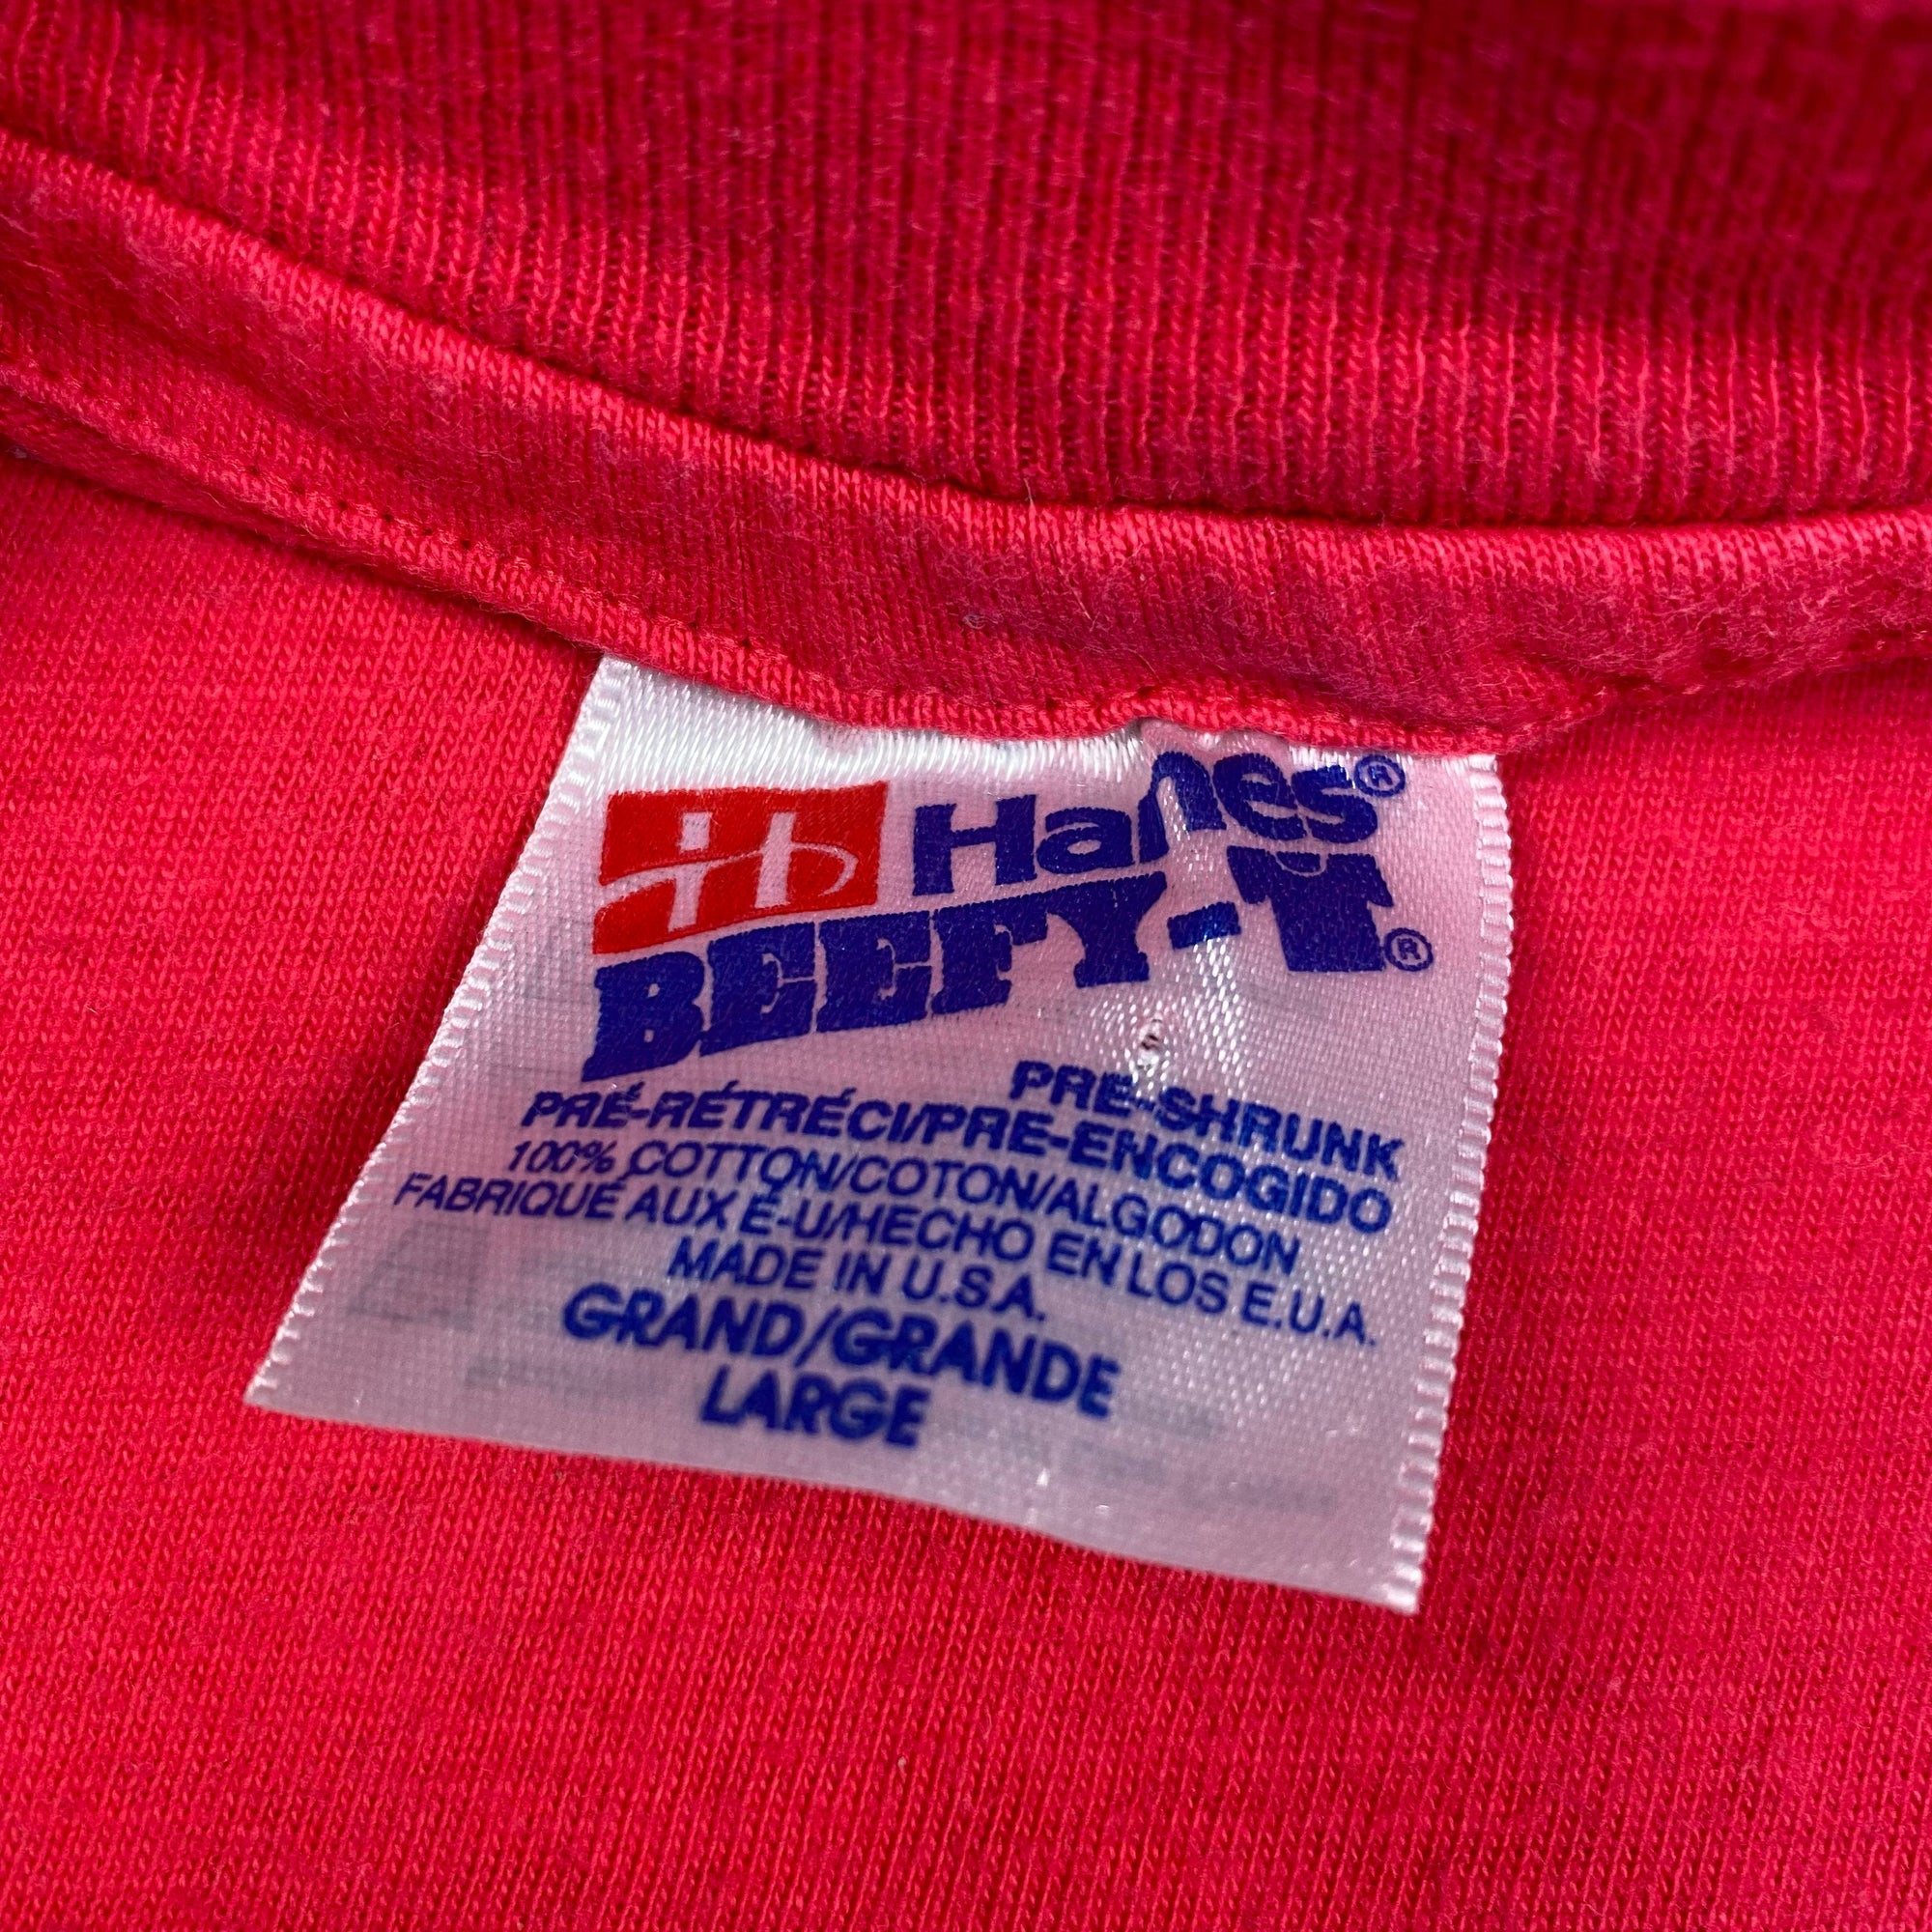 Hanes®
BEEFY-T®
PRE-SHRUNK
PRÉ-RÉTRÉCI/PRE-ENCOGIDO
100% COTTON/COTON/ALGODON
FABRIQUÉ AUX É-U/HECHO EN LOS E.U.A.
MADE IN U.S.A.
GRAND/GRANDE
LARGE